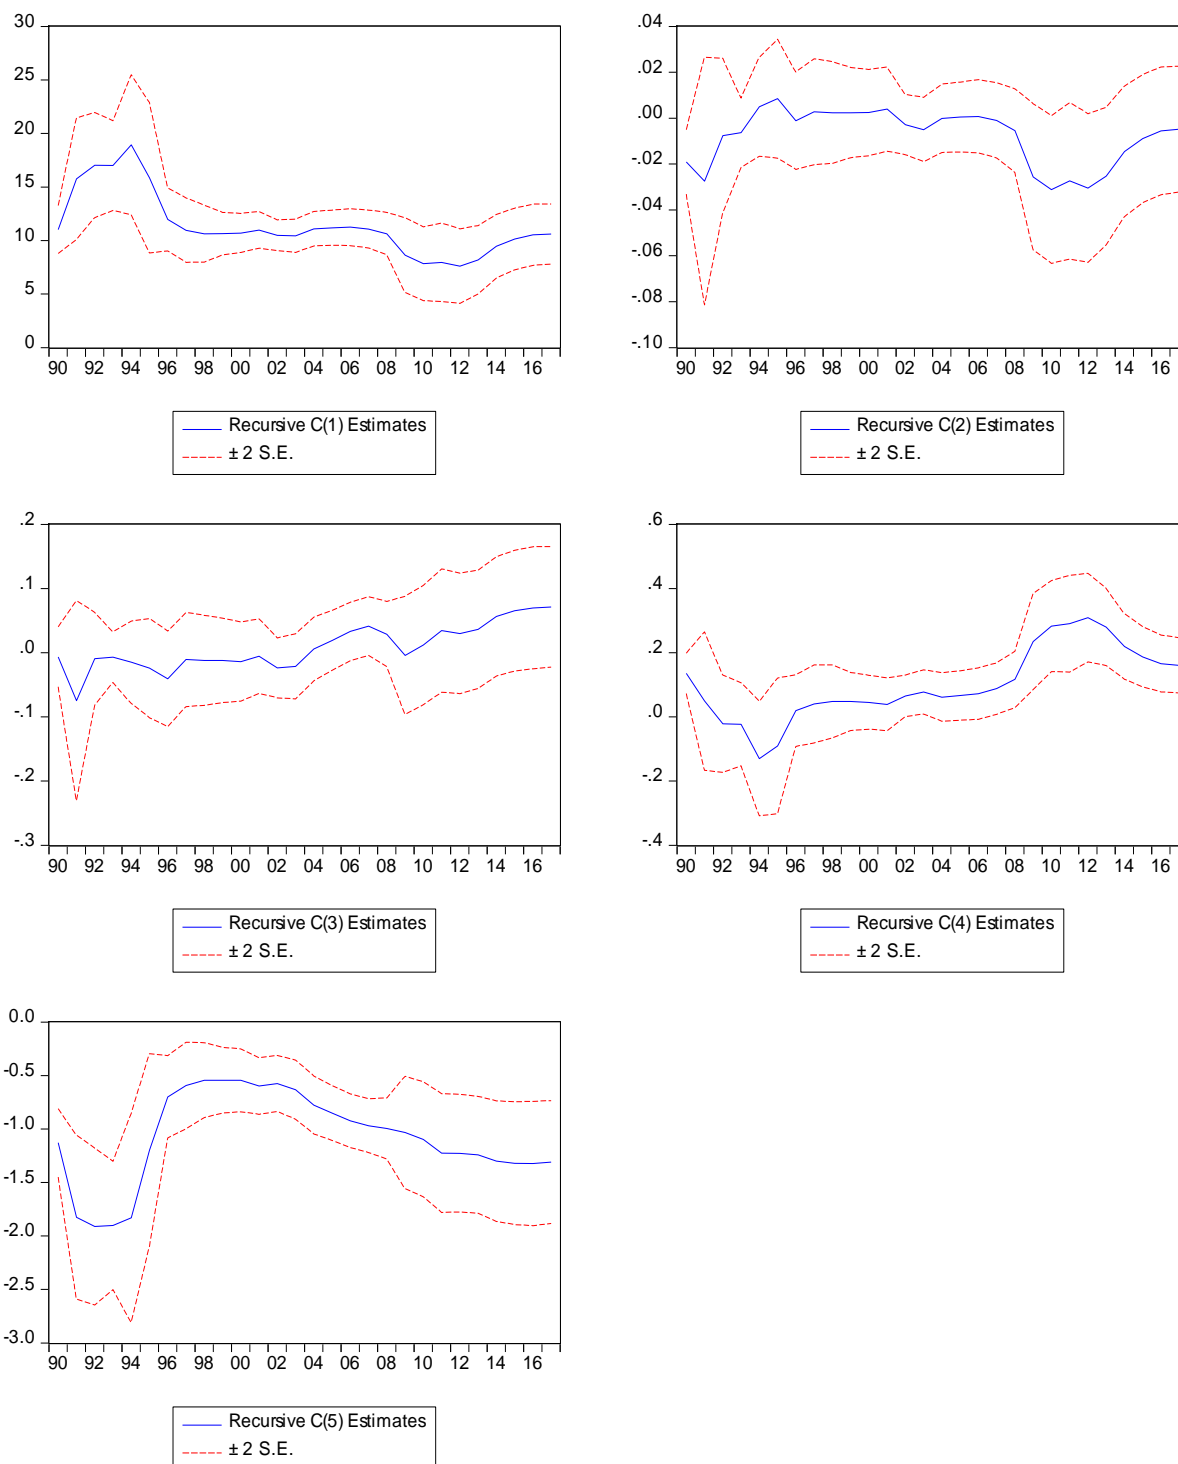 30
25
20
15
10
5
0
90 92 94 96 98 00 02 04 06 08 10 12 14 16
Recursive C(1) Estimates
± 2 S.E.
.04
.02
.00
-.02
-.04
-.06
-.08
-.10
90 92 94 96 98 00 02 04 06 08 10 12 14 16
Recursive C(2) Estimates
± 2 S.E.
.2
.1
.0
-.1
-.2
-.3
90 92 94 96 98 00 02 04 06 08 10 12 14 16
Recursive C(3) Estimates
± 2 S.E.
.6
.4
.2
.0
-.2
-.4
90 92 94 96 98 00 02 04 06 08 10 12 14 16
Recursive C(4) Estimates
± 2 S.E.
0.0
-0.5
-1.0
-1.5
-2.0
-2.5
-3.0
90 92 94 96 98 00 02 04 06 08 10 12 14 16
Recursive C(5) Estimates
± 2 S.E.